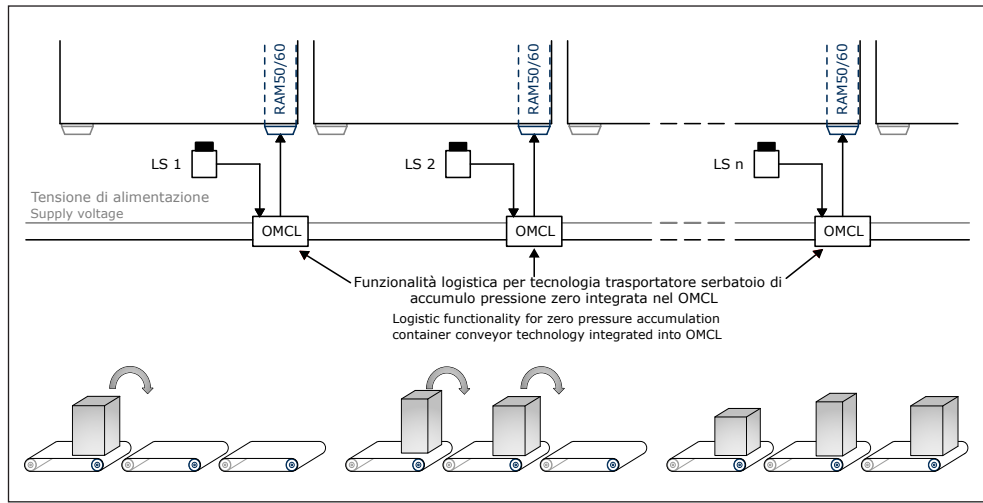 RAM50/60
RAM50/60
RAM50/60
LS 1
LS 2
LS n
Tensione di alimentazione
Supply voltage
OMCL
OMCL
OMCL
Funzionalità logistica per tecnologia trasportatore serbatoio di
accumulo pressione zero integrata nel OMCL
Logistic functionality for zero pressure accumulation
container conveyor technology integrated into OMCL